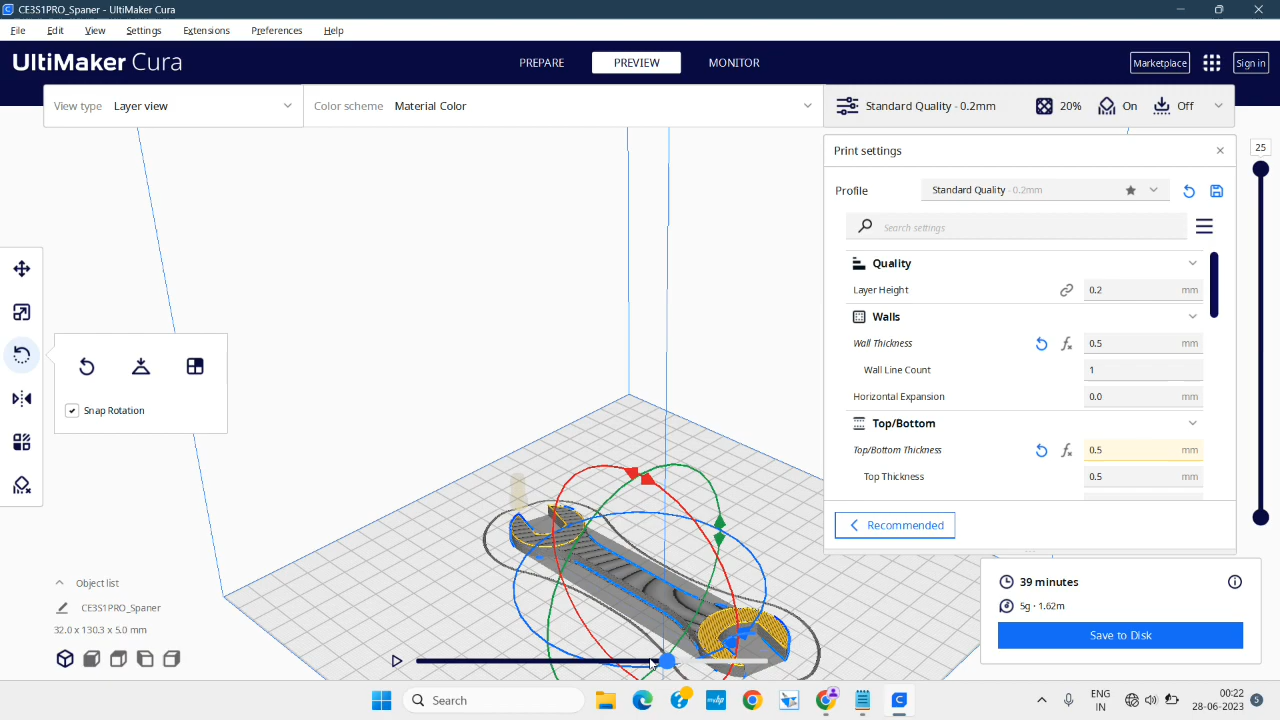 CE3S1PRO_Spaner - UltiMaker Cura
File Edit View Settings Extensions Preferences Help
UltiMaker Cura PREPARE PREVIEW MONITOR Marketplace Sign in
View type Layer view Color scheme Material Color Standard Quality - 0.2mm 20% On Off
Print settings
25
Profile Standard Quality - 0.2mm
Search settings
Quality
Layer Height 0.2 mm
Walls
Wall Thickness 0.5 mm
Wall Line Count 1
Horizontal Expansion 0.0 mm
Snap Rotation
Top/Bottom
Top/Bottom Thickness 0.5 mm
Top Thickness 0.5 mm
Recommended
Object list
CE3S1PRO_Spaner
32.0 x 130.3 x 5.0 mm
39 minutes
5g · 1.62m
Save to Disk
Search
ENG
IN
00:22
28-06-2023
5